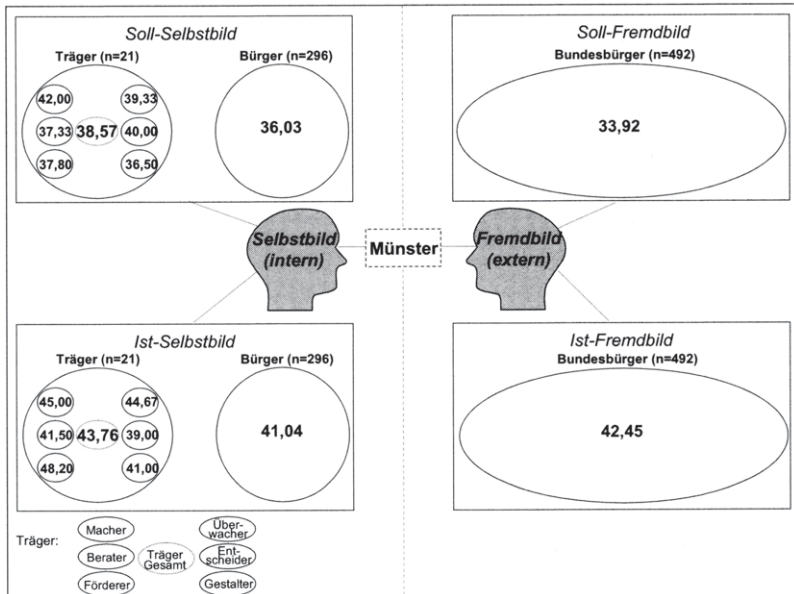 Soll-Selbstbild
Träger (n=21)
Bürger (n=296)
42,00
39,33
37,33
38,57
40,00
37,80
36,50
36,03
Soll-Fremdbild
Bundesbürger (n=492)
33,92
Selbstbild
(intern)
Münster
Fremdbild
(extern)
Ist-Selbstbild
Träger (n=21)
Bürger (n=296)
45,00
44,67
41,50
43,76
39,00
48,20
41,00
41,04
Ist-Fremdbild
Bundesbürger (n=492)
42,45
Träger:
Macher
Über-
wacher
Berater
Träger
Gesamt
Ent-
scheider
Förderer
Gestalter